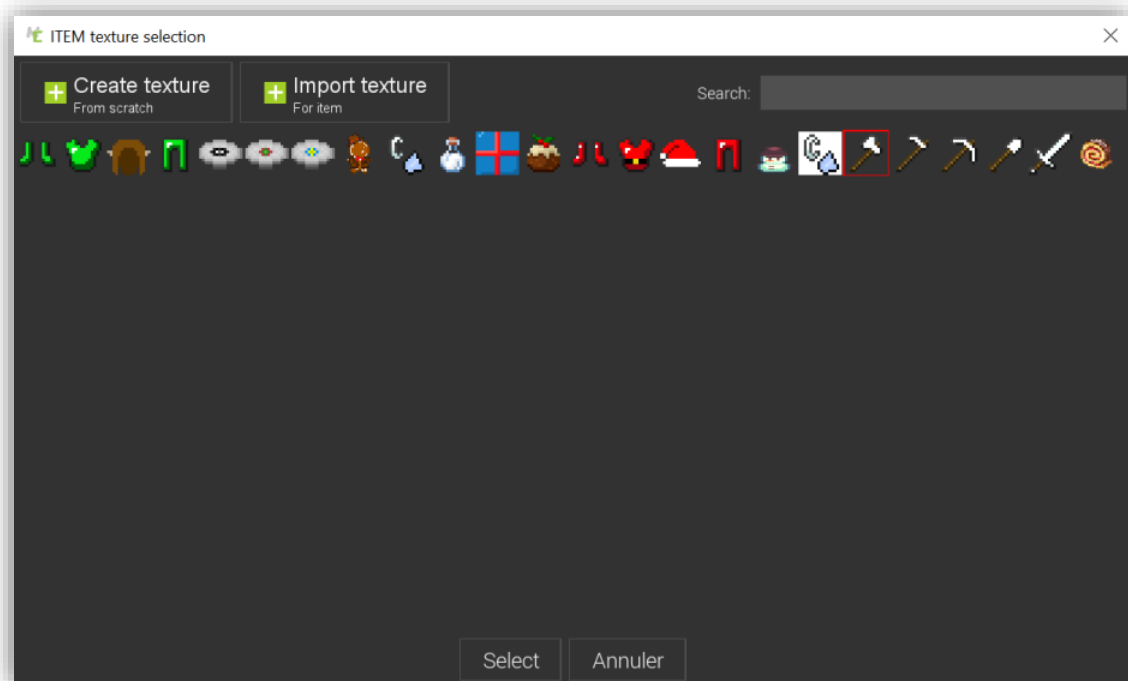 ITEM texture selection
Create texture
From scratch
Import texture
For item
Search:
Select
Annuler